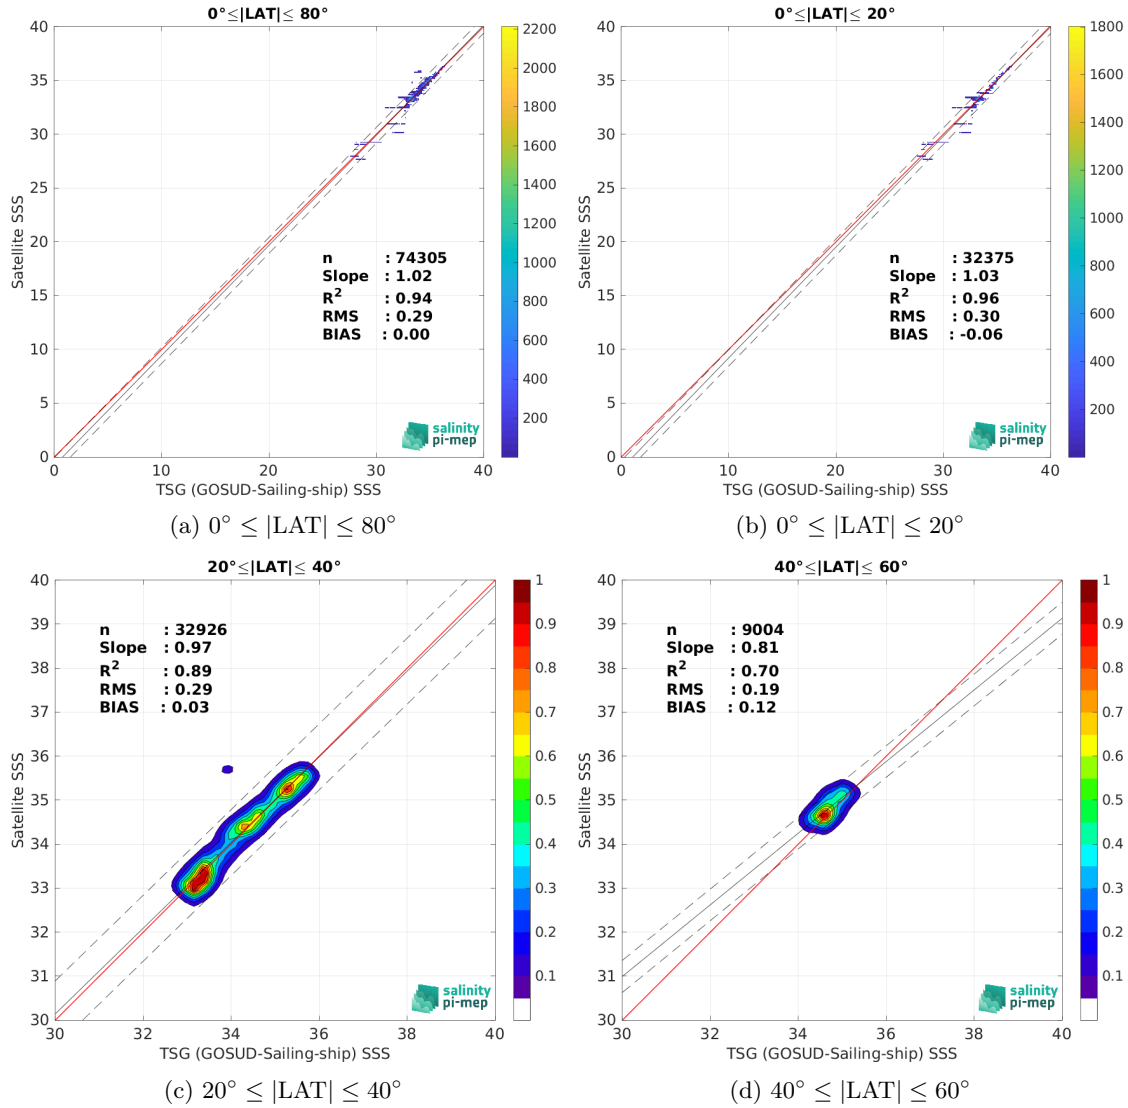 0°≤|LAT|≤ 80°
40
35
30
25
20
15
10
5
0
Satellite SSS
n : 74305
Slope : 1.02
R² : 0.94
RMS : 0.29
BIAS : 0.00
salinity
pi-mep
0 10 20 30 40
TSG (GOSUD-Sailing-ship) SSS
2200
2000
1800
1600
1400
1200
1000
800
600
400
200
(a) 0° ≤ |LAT| ≤ 80°
0°≤|LAT|≤ 20°
40
35
30
25
20
15
10
5
0
Satellite SSS
n : 32375
Slope : 1.03
R² : 0.96
RMS : 0.30
BIAS : -0.06
salinity
pi-mep
0 10 20 30 40
TSG (GOSUD-Sailing-ship) SSS
1800
1600
1400
1200
1000
800
600
400
200
(b) 0° ≤ |LAT| ≤ 20°
20°≤|LAT|≤ 40°
40
39
38
37
36
35
34
33
32
31
30
Satellite SSS
n : 32926
Slope : 0.97
R² : 0.89
RMS : 0.29
BIAS : 0.03
salinity
pi-mep
30 32 34 36 38 40
TSG (GOSUD-Sailing-ship) SSS
1
0.9
0.8
0.7
0.6
0.5
0.4
0.3
0.2
0.1
(c) 20° ≤ |LAT| ≤ 40°
40°≤|LAT|≤ 60°
40
39
38
37
36
35
34
33
32
31
30
Satellite SSS
n : 9004
Slope : 0.81
R² : 0.70
RMS : 0.19
BIAS : 0.12
salinity
pi-mep
30 32 34 36 38 40
TSG (GOSUD-Sailing-ship) SSS
1
0.9
0.8
0.7
0.6
0.5
0.4
0.3
0.2
0.1
(d) 40° ≤ |LAT| ≤ 60°